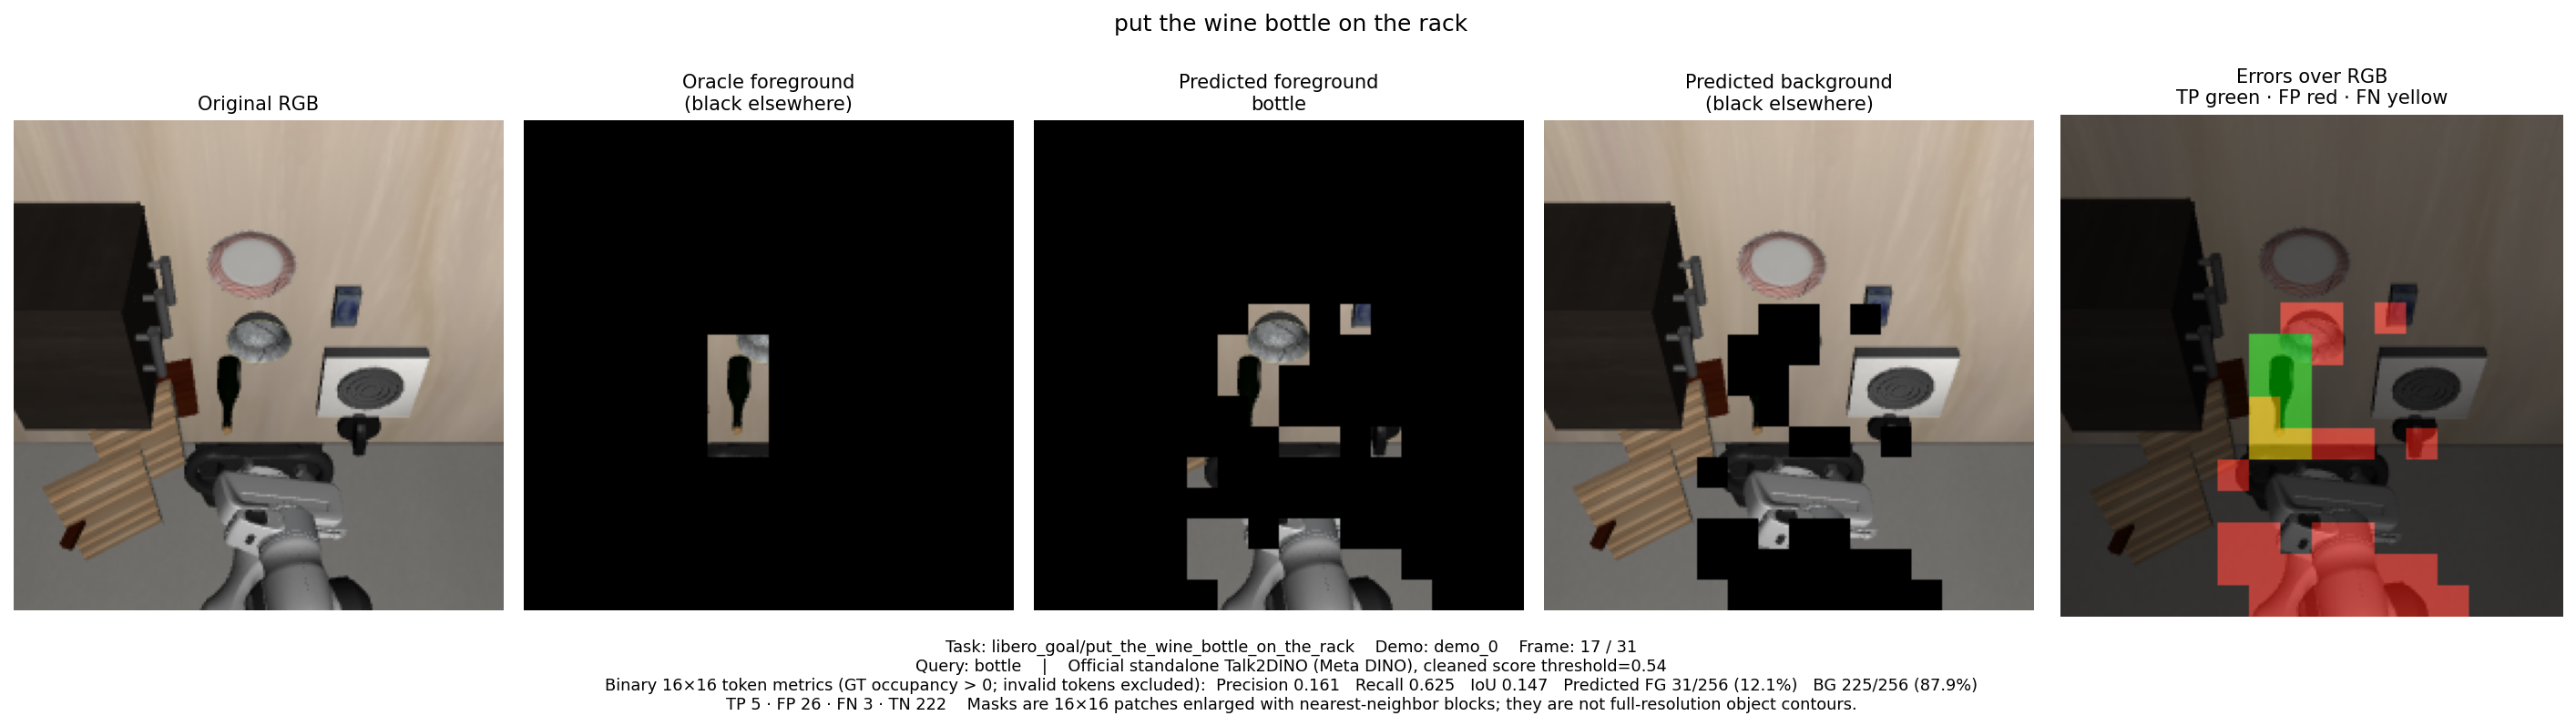 put the wine bottle on the rack
Original RGB
Oracle foreground
(black elsewhere)
Predicted foreground
bottle
Predicted background
(black elsewhere)
Errors over RGB
TP green · FP red · FN yellow
Task: libero_goal/put_the_wine_bottle_on_the_rack    Demo: demo_0    Frame: 17 / 31
Query: bottle    |    Official standalone Talk2DINO (Meta DINO), cleaned score threshold=0.54
Binary 16×16 token metrics (GT occupancy > 0; invalid tokens excluded):  Precision 0.161   Recall 0.625   IoU 0.147   Predicted FG 31/256 (12.1%)   BG 225/256 (87.9%)
TP 5 · FP 26 · FN 3 · TN 222    Masks are 16×16 patches enlarged with nearest-neighbor blocks; they are not full-resolution object contours.